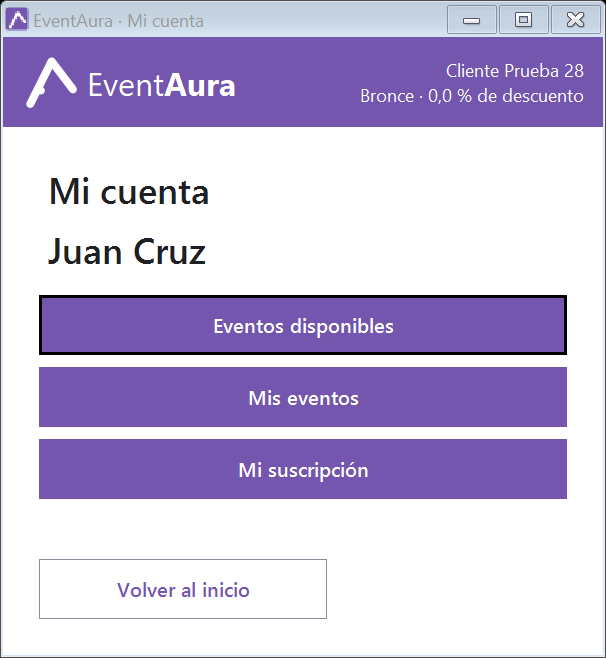 EventAura · Mi cuenta
EventAura
Cliente Prueba 28
Bronce · 0,0 % de descuento
Mi cuenta
Juan Cruz
Eventos disponibles
Mis eventos
Mi suscripción
Volver al inicio